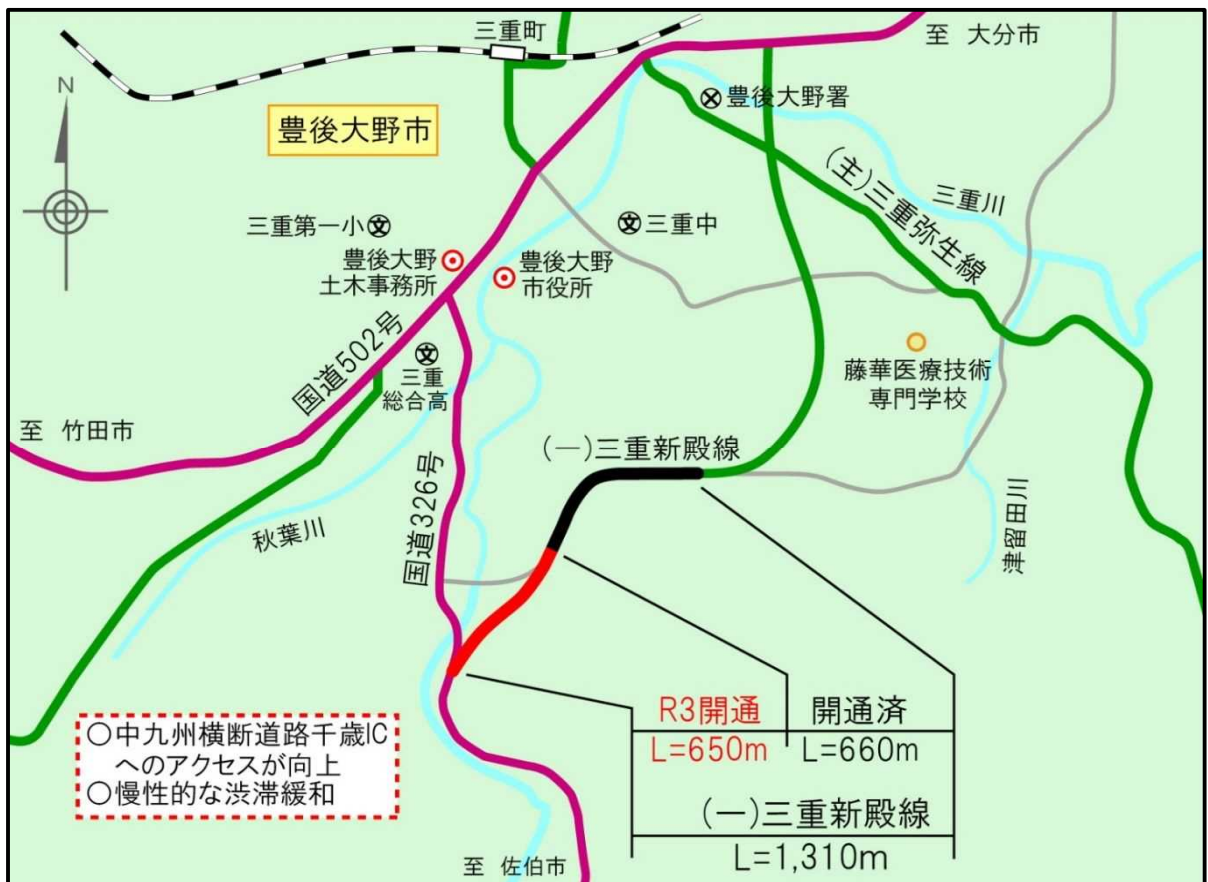 三重町
至 大分市
N
豊後大野署
豊後大野市
(主)三重弥生線
三重川
三重第一小
三重中
豊後大野
土木事務所
豊後大野
市役所
国道502号
三重
総合高
藤華医療技術
専門学校
至 竹田市
(一)三重新殿線
国道326号
秋葉川
津留田川
R3開通
L=650m
開通済
L=660m
(一)三重新殿線
L=1,310m
○中九州横断道路千歳IC
へのアクセスが向上
○慢性的な渋滞緩和
至 佐伯市